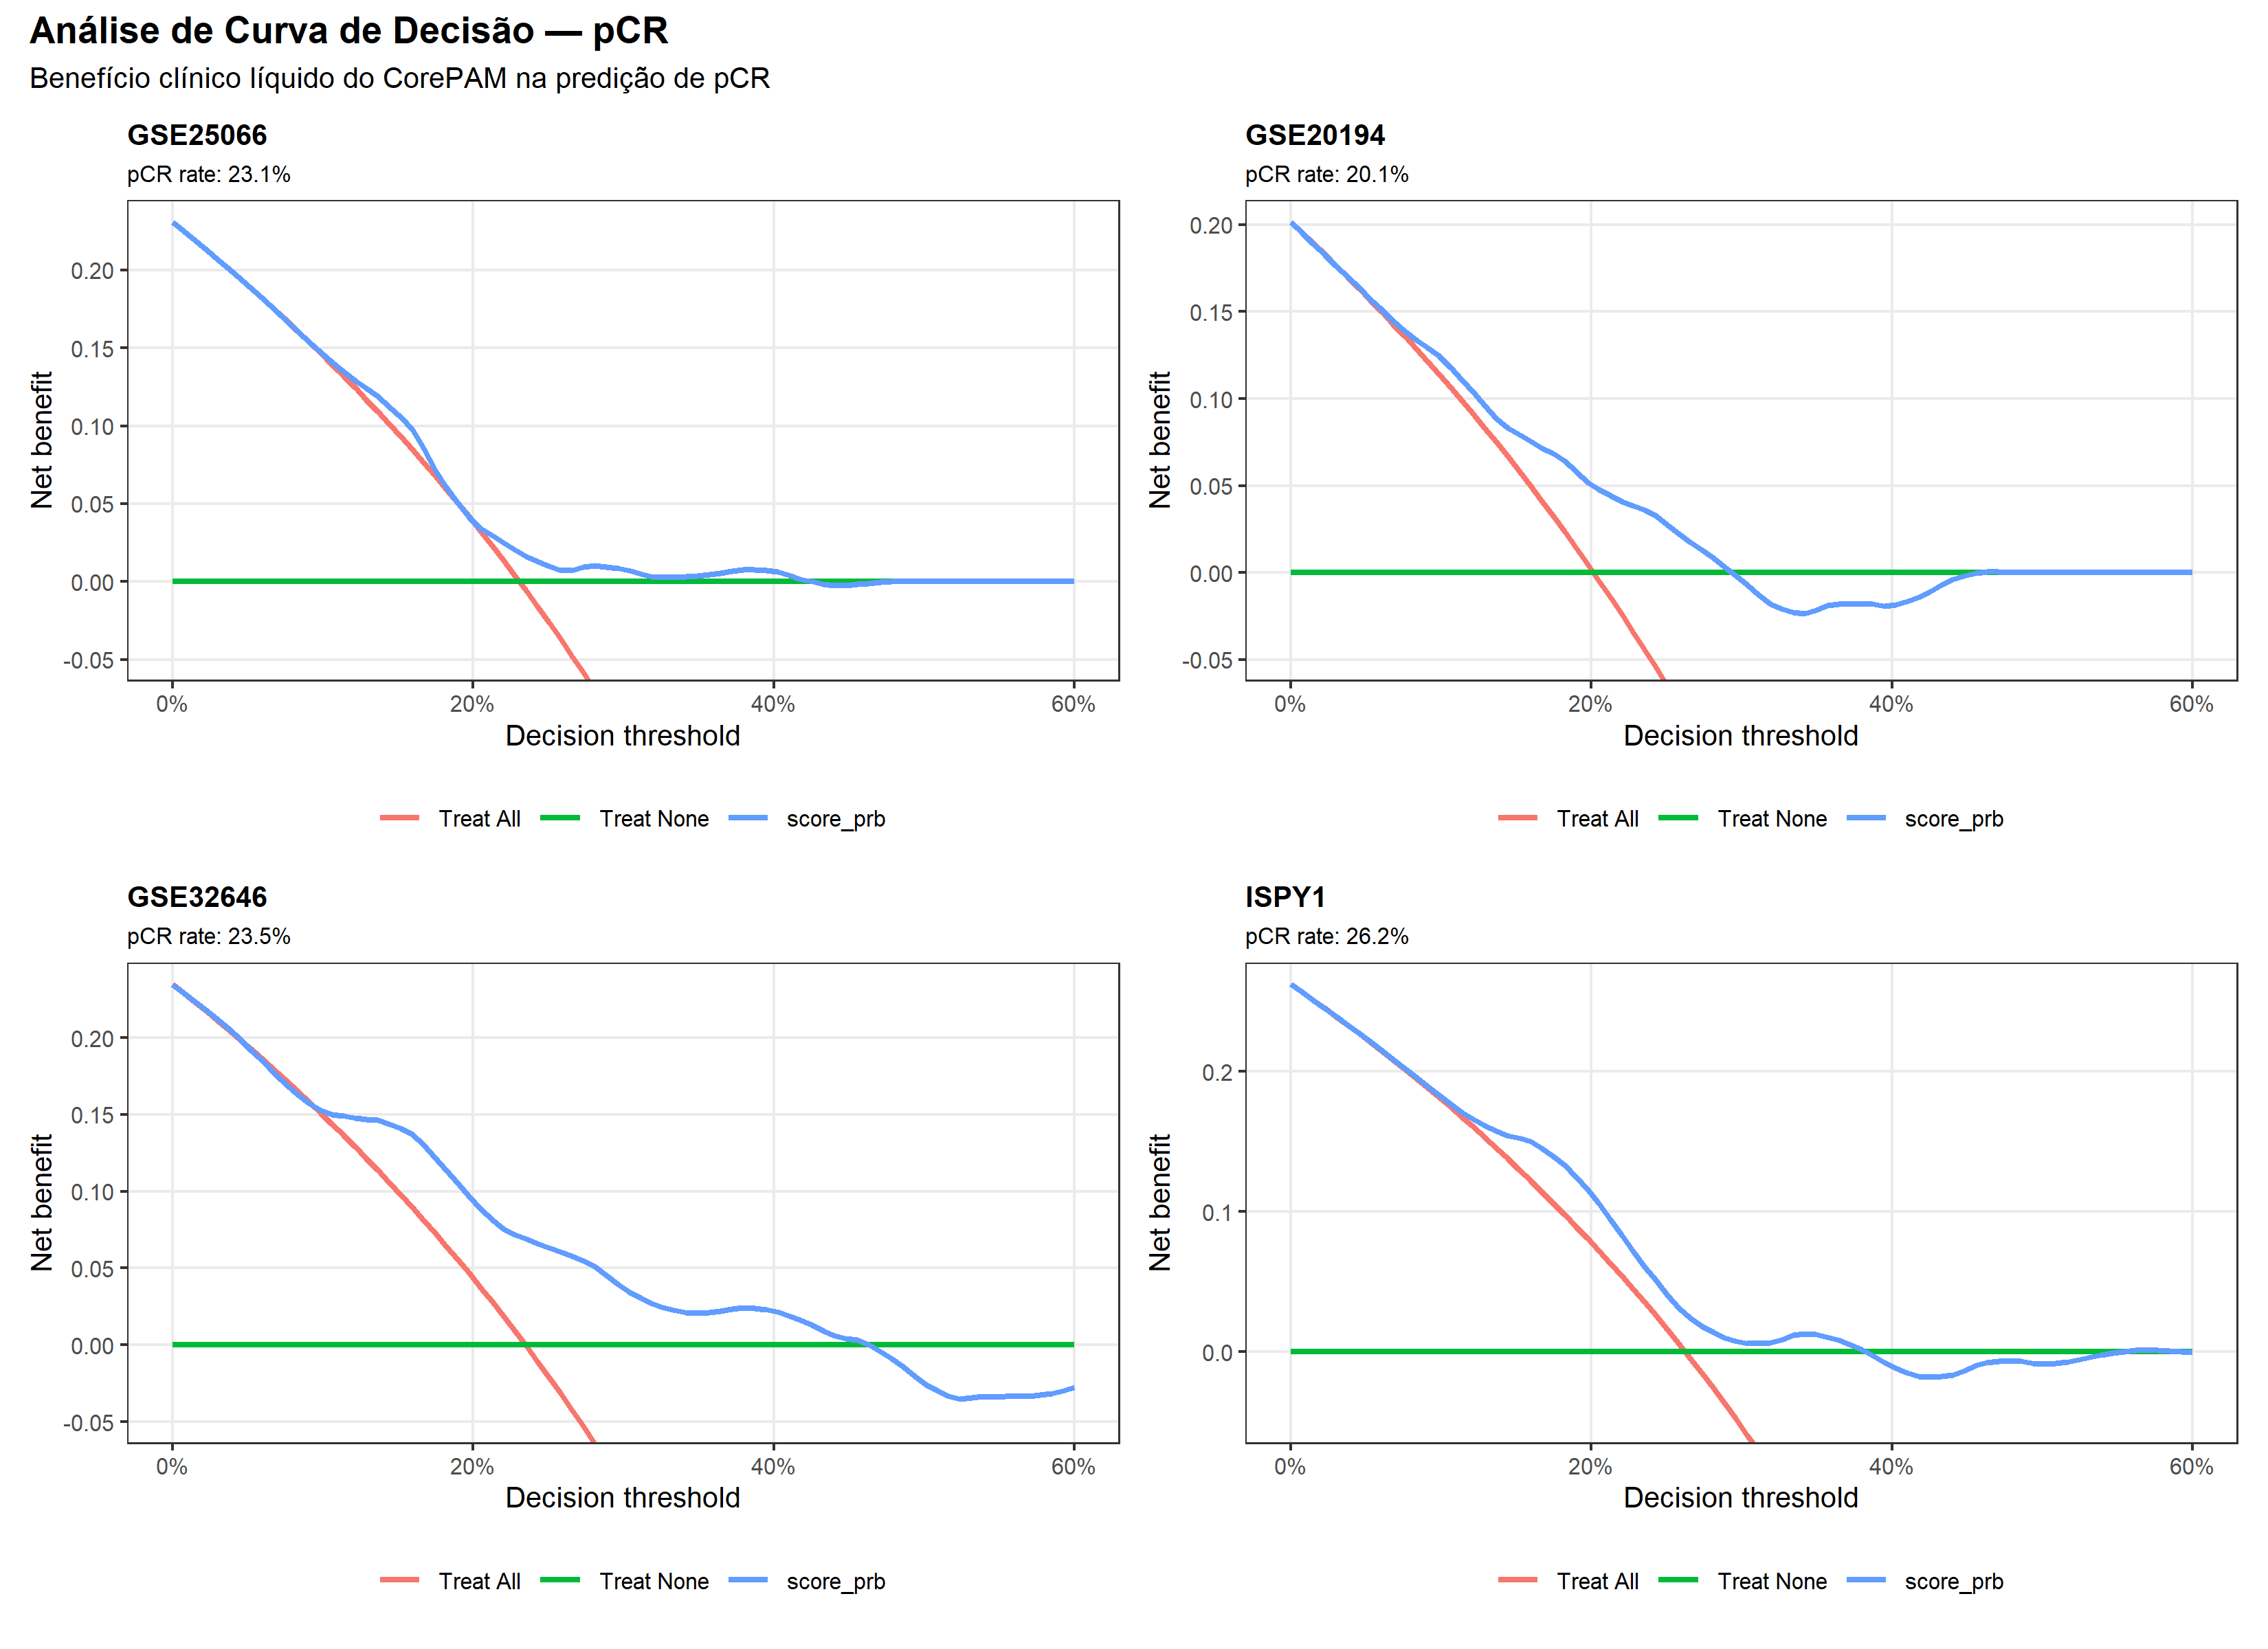 Análise de Curva de Decisão — pCR
Benefício clínico líquido do CorePAM na predição de pCR
GSE25066
pCR rate: 23.1%
Net benefit
0.20
0.15
0.10
0.05
0.00
-0.05
0% 20% 40% 60%
Decision threshold
Treat All Treat None score_prb
GSE20194
pCR rate: 20.1%
Net benefit
0.20
0.15
0.10
0.05
0.00
-0.05
0% 20% 40% 60%
Decision threshold
Treat All Treat None score_prb
GSE32646
pCR rate: 23.5%
Net benefit
0.20
0.15
0.10
0.05
0.00
-0.05
0% 20% 40% 60%
Decision threshold
Treat All Treat None score_prb
ISPY1
pCR rate: 26.2%
Net benefit
0.2
0.1
0.0
0% 20% 40% 60%
Decision threshold
Treat All Treat None score_prb